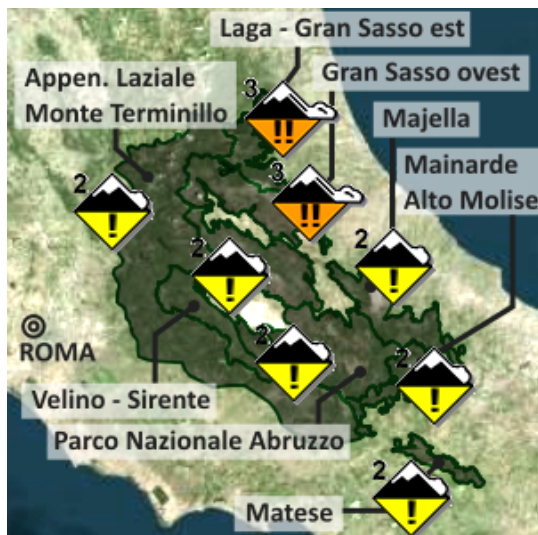 Laga - Gran Sasso est
Gran Sasso ovest
Appen. Laziale
Monte Terminillo
Majella
Mainarde
Alto Molise
3
!!
3
!!
2
!
2
!
2
!
2
!
2
!
ROMA
Velino - Sirente
Parco Nazionale Abruzzo
2
!
Matese